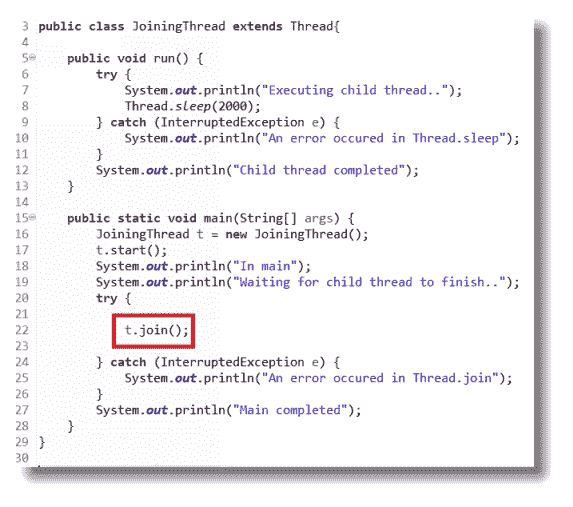 3 public class JoiningThread extends Thread{
4
5 public void run() {
6 try {
7 System.out.println("Executing child thread..");
8 Thread.sleep(2000);
9 } catch (InterruptedException e) {
10 System.out.println("An error occured in Thread.sleep");
11 }
12 System.out.println("Child thread completed");
13 }
14
15 public static void main(String[] args) {
16 JoiningThread t = new JoiningThread();
17 t.start();
18 System.out.println("In main");
19 System.out.println("Waiting for child thread to finish..");
20 try {
21
22 t.join();
23
24 } catch (InterruptedException e) {
25 System.out.println("An error occured in Thread.join");
26 }
27 System.out.println("Main completed");
28 }
29 }
30